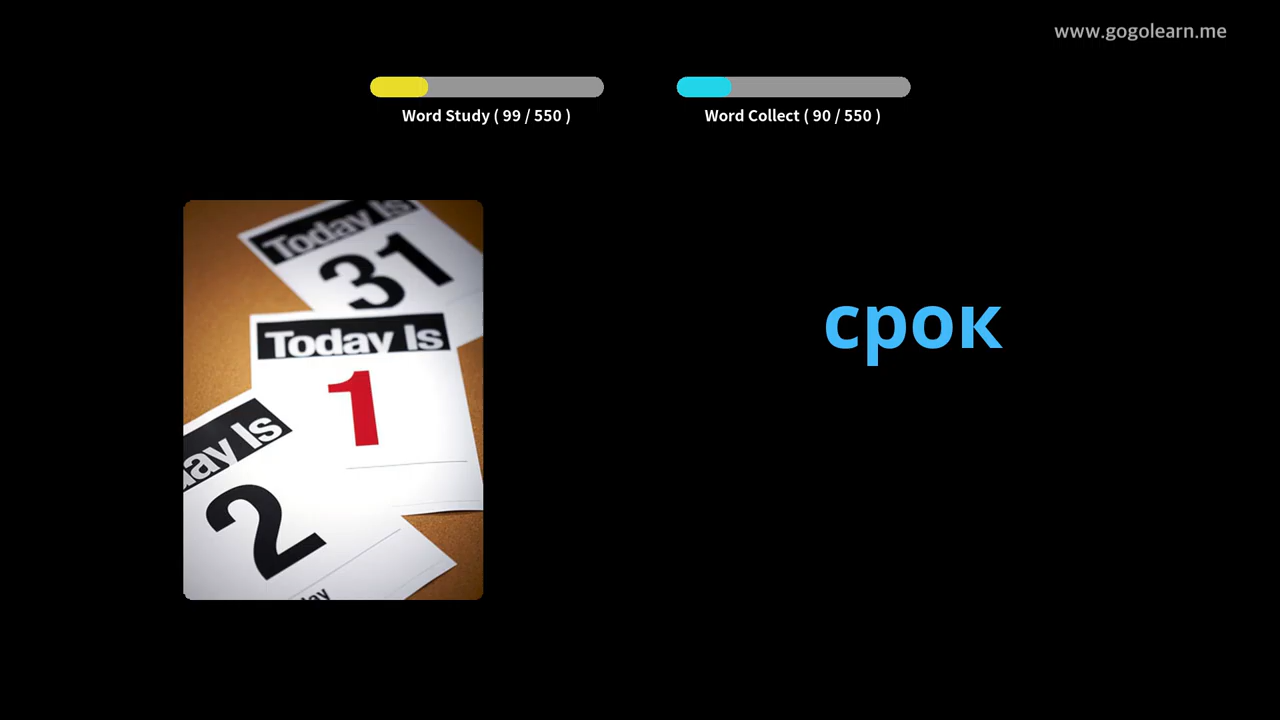 www.gogolearn.me
Word Study ( 99 / 550 )
Word Collect ( 90 / 550 )
Today Is
31
Today Is
1
ay Is
2
срок